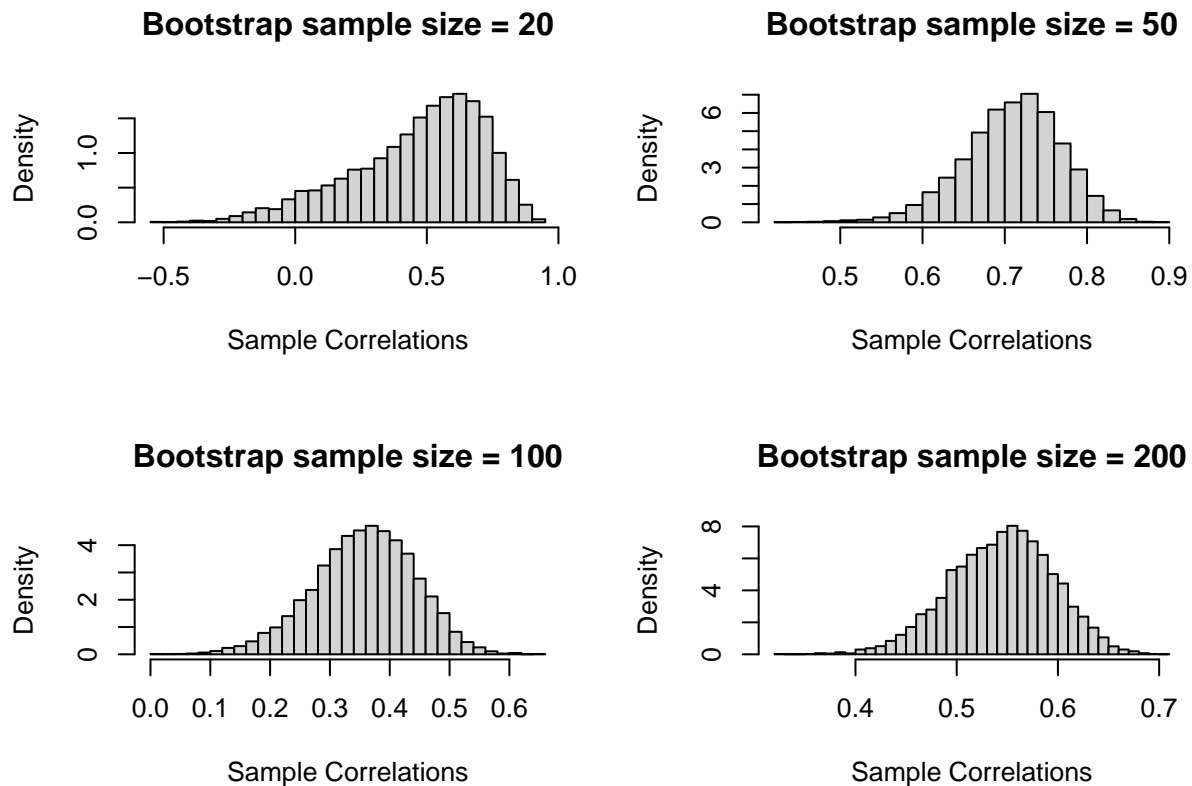 Bootstrap sample size = 20
Density
0.0 1.0
−0.5 0.0 0.5 1.0
Sample Correlations
Bootstrap sample size = 50
Density
0 3 6
0.5 0.6 0.7 0.8 0.9
Sample Correlations
Bootstrap sample size = 100
Density
0 2 4
0.0 0.1 0.2 0.3 0.4 0.5 0.6
Sample Correlations
Bootstrap sample size = 200
Density
0 4 8
0.4 0.5 0.6 0.7
Sample Correlations